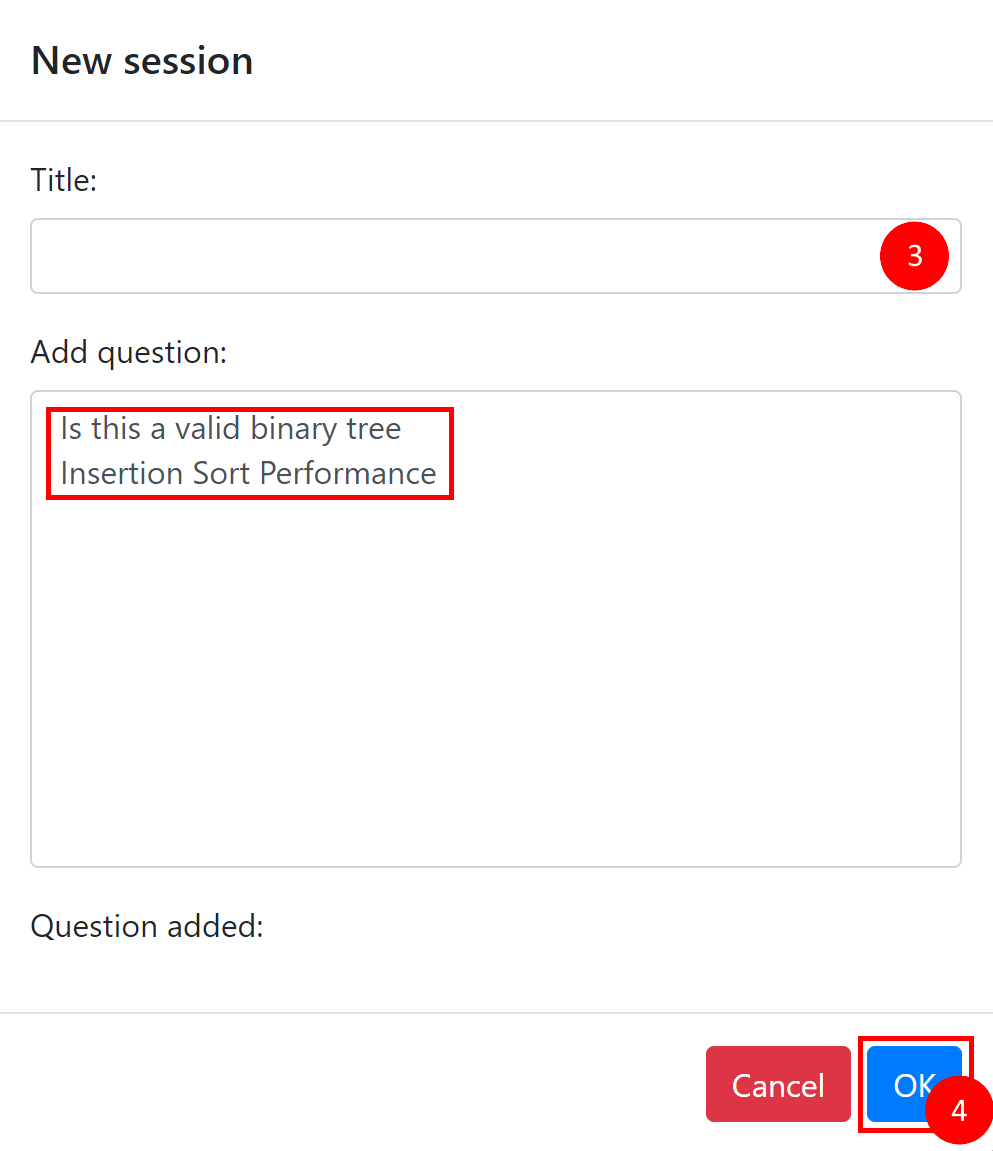 New session
Title:
3
Add question:
Is this a valid binary tree
Insertion Sort Performance
Question added:
Cancel
OK
4